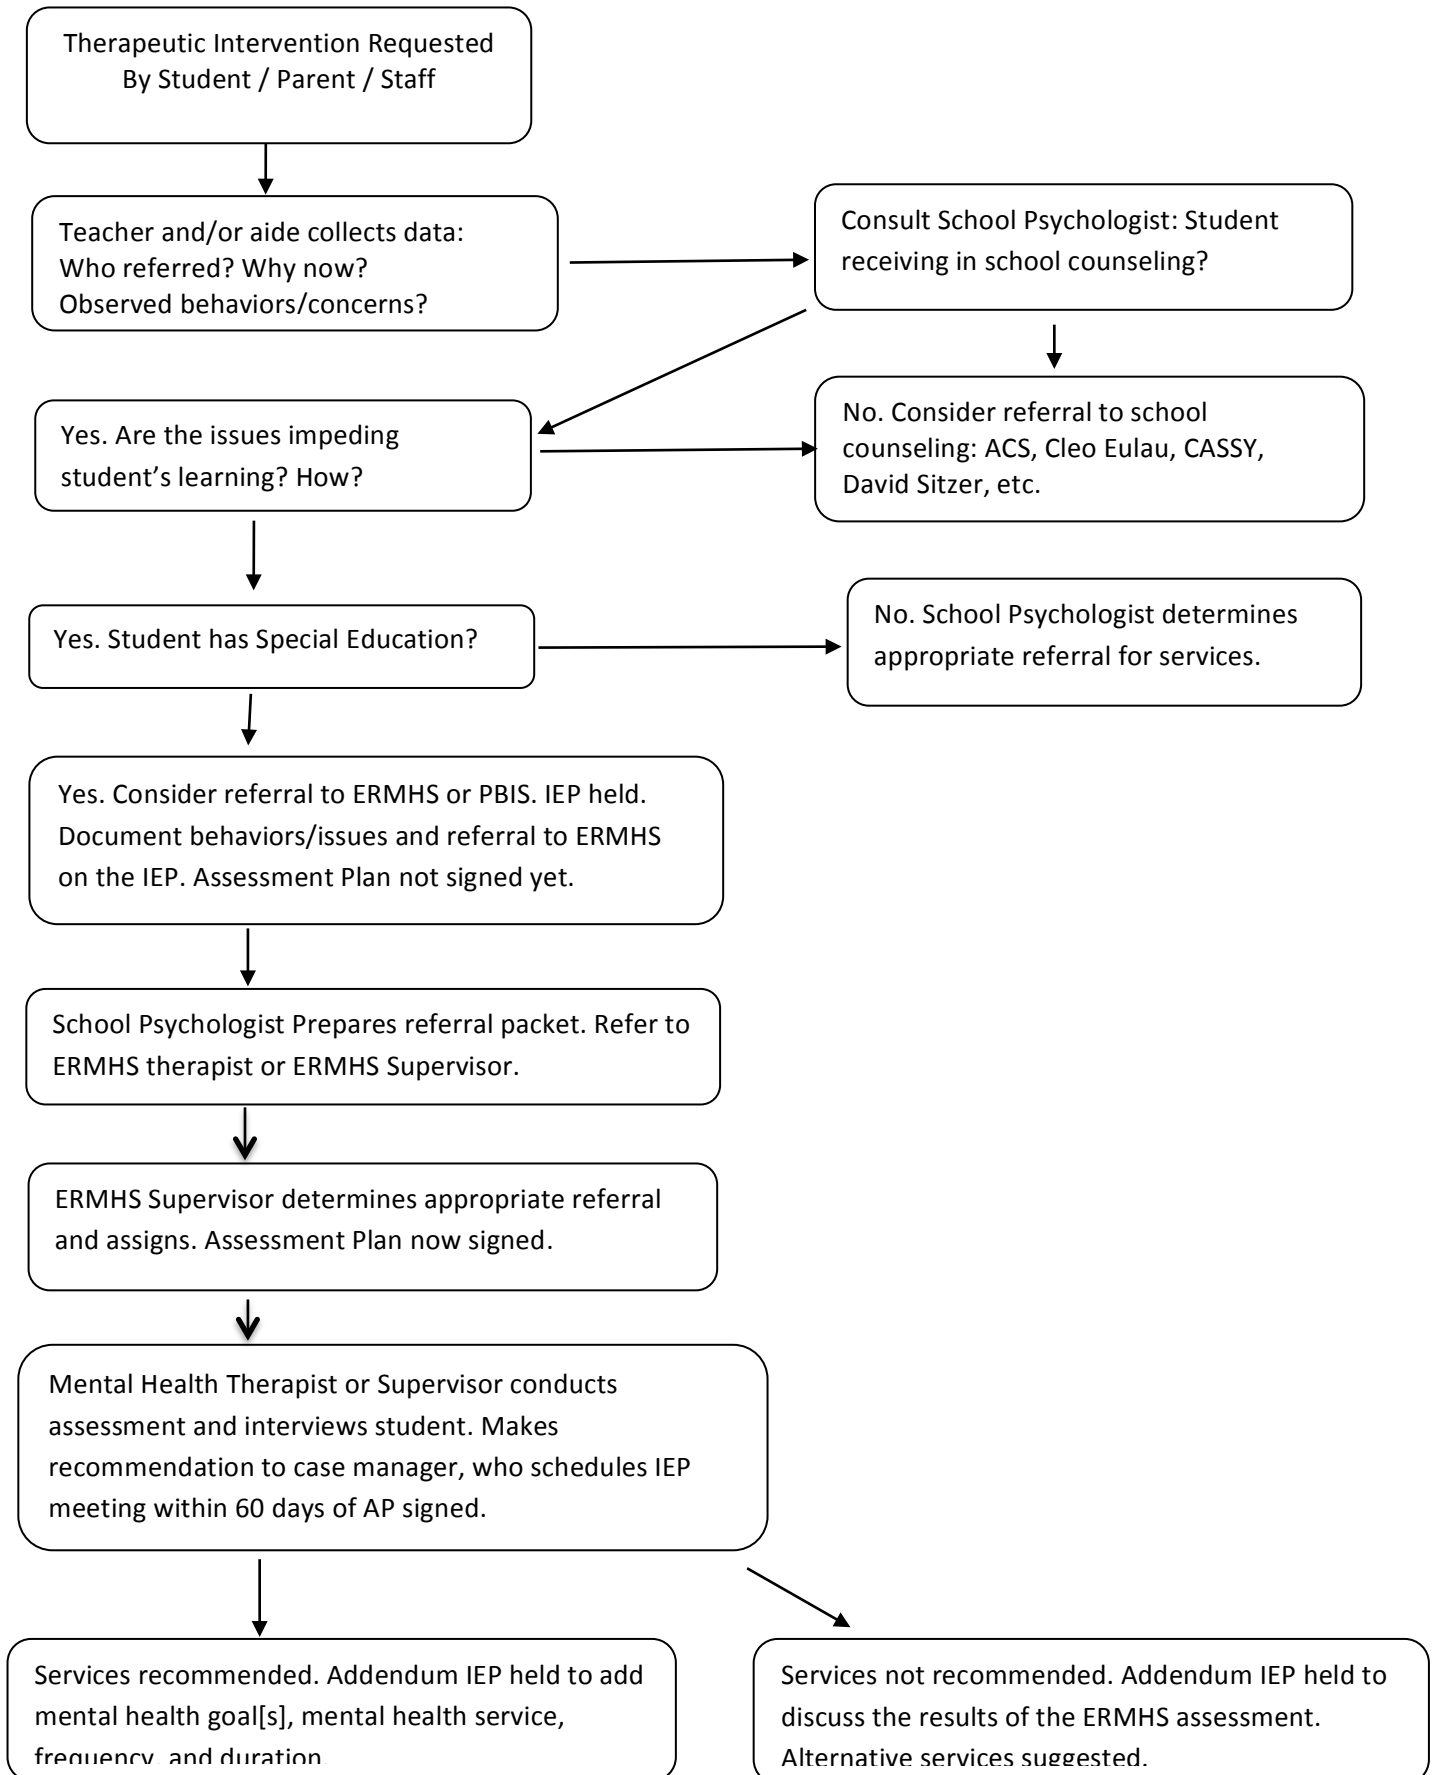 Therapeutic Intervention Requested
By Student / Parent / Staff
Teacher and/or aide collects data:
Who referred? Why now?
Observed behaviors/concerns?
Consult School Psychologist: Student
receiving in school counseling?
Yes. Are the issues impeding
student’s learning? How?
No. Consider referral to school
counseling: ACS, Cleo Eulau, CASSY,
David Sitzer, etc.
Yes. Student has Special Education?
No. School Psychologist determines
appropriate referral for services.
Yes. Consider referral to ERMHS or PBIS. IEP held.
Document behaviors/issues and referral to ERMHS
on the IEP. Assessment Plan not signed yet.
School Psychologist Prepares referral packet. Refer to
ERMHS therapist or ERMHS Supervisor.
ERMHS Supervisor determines appropriate referral
and assigns. Assessment Plan now signed.
Mental Health Therapist or Supervisor conducts
assessment and interviews student. Makes
recommendation to case manager, who schedules IEP
meeting within 60 days of AP signed.
Services recommended. Addendum IEP held to add
mental health goal[s], mental health service,
frequency, and duration.
Services not recommended. Addendum IEP held to
discuss the results of the ERMHS assessment.
Alternative services suggested.